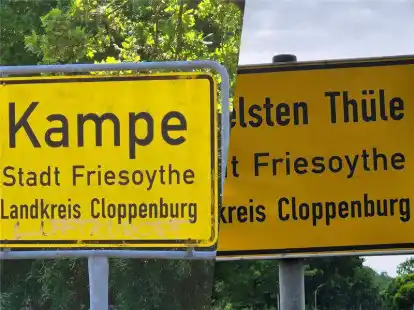 Kampe
Stadt Friesoythe
Landkreis Cloppenburg
elsten Thüle
t Friesoythe
kreis Cloppenburg